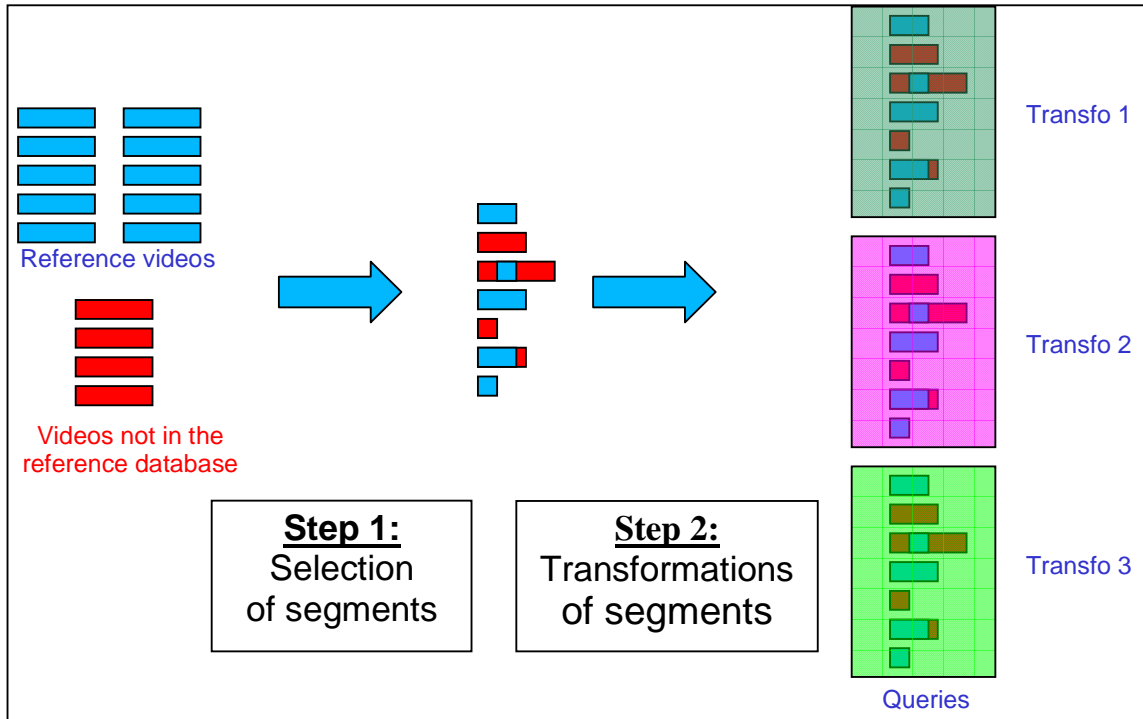 Reference videos
Videos not in the
reference database
Step 1:
Selection
of segments
Step 2:
Transformations
of segments
Transfo 1
Transfo 2
Transfo 3
Queries